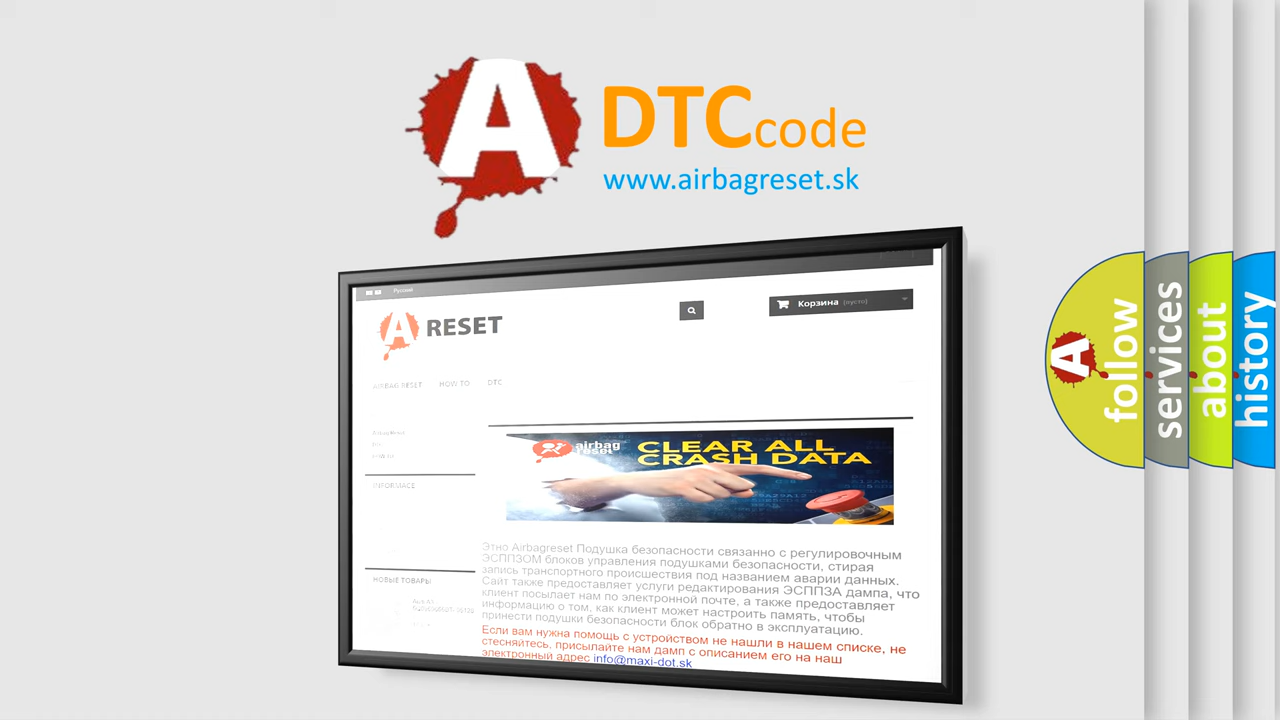 A
DTCcode
www.airbagreset.sk
Русский
A RESET
Корзина (пусто)
AIRBAG RESET HOW TO DTC
INFORMACE
airbag
reset
CLEAR ALL
CRASH DATA
НОВЫЕ ТОВАРЫ
Этно Airbagreset Подушка безопасности связанно с регулировочным
ЭСППЗОМ блоков управления подушками безопасности, стирая
запись транспортного происшествия под названием аварии данных.
Сайт также предоставляет услуги редактирования ЭСППЗА дампа, что
клиент посылает нам по электронной почте, а также предоставляет
информацию о том, как клиент может настроить память, чтобы
принести подушки безопасности блок обратно в эксплуатацию.
Если вам нужна помощь с устройством не нашли в нашем списке, не
стесняйтесь, присылайте нам дамп с описанием его на наш
электронный адрес info@maxi-dot.sk
A
follow
services
about
history